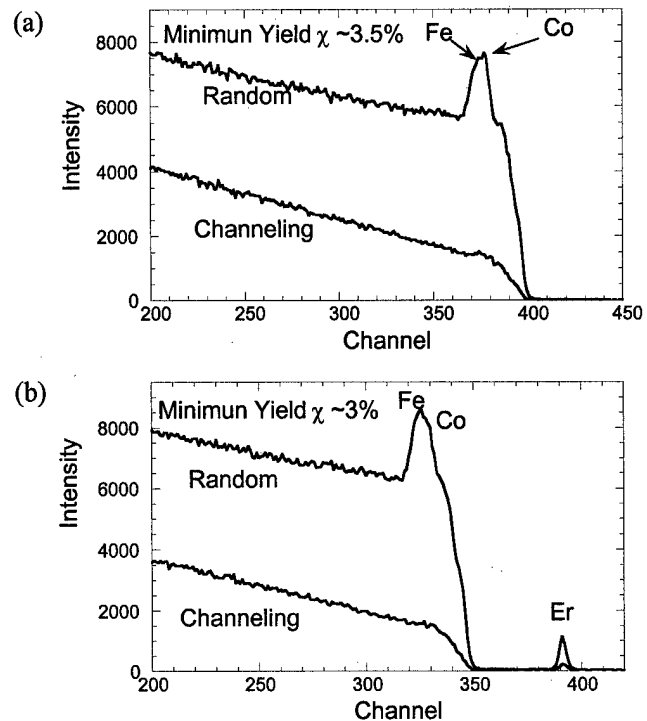 (a)
8000
6000
4000
2000
0
Intensity
Minimun Yield χ ~3.5%
Fe
Co
Random
Channeling
200
250
300
350
400
450
Channel
(b)
8000
6000
4000
2000
0
Intensity
Minimun Yield χ ~3%
Fe
Co
Random
Channeling
Er
200
250
300
350
400
Channel